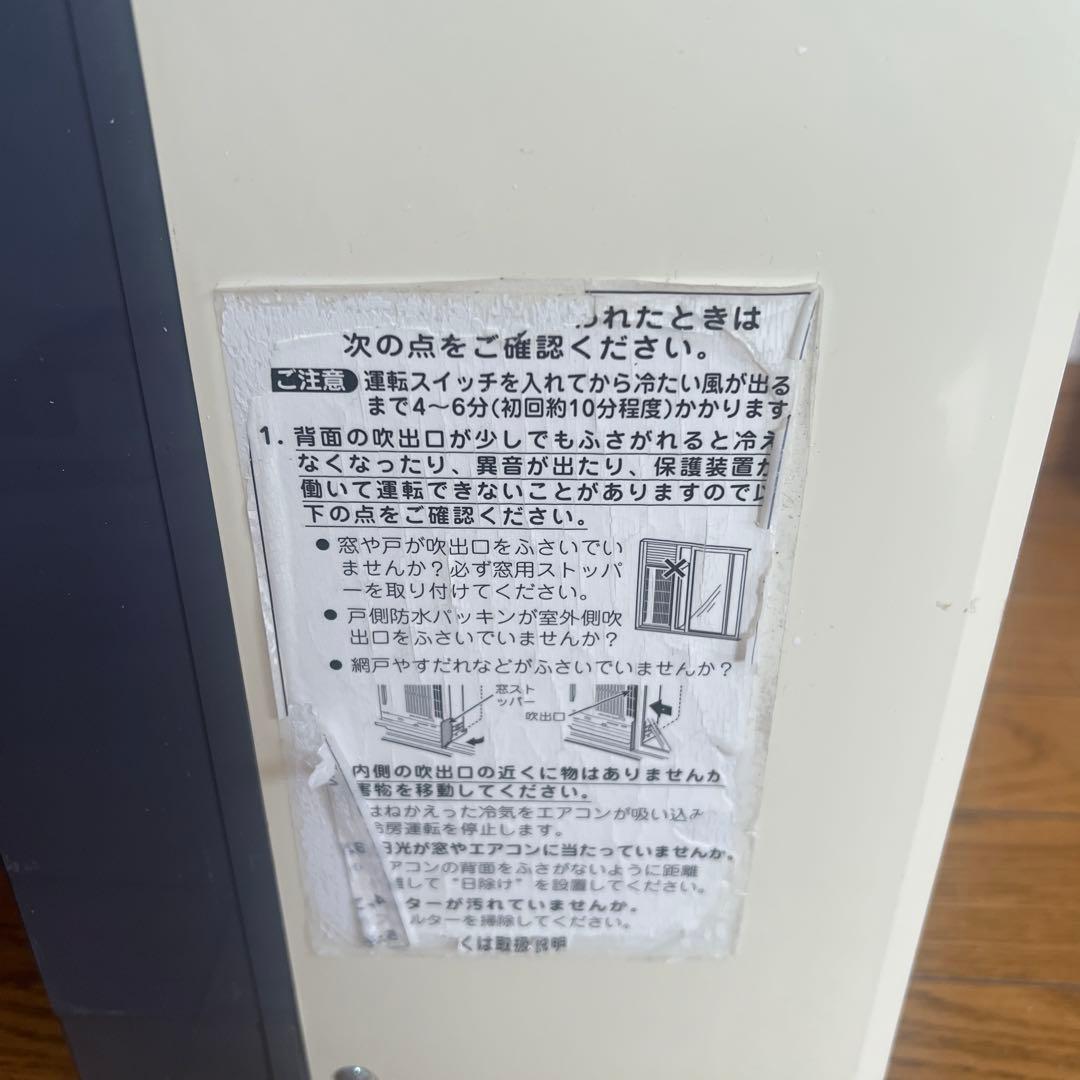 われたときは
次の点をご確認ください。
ご注意 運転スイッチを入れてから冷たい風が出る
まで4〜6分(初回約10分程度)かかります
1. 背面の吹出口が少しでもふさがれると冷え
なくなったり、異音が出たり、保護装置が
働いて運転できないことがありますので以
下の点をご確認ください。
● 窓や戸が吹出口をふさいでい
ませんか？必ず窓用ストッパ
ーを取り付けてください。
● 戸側防水パッキンが室外側吹
出口をふさいでいませんか？
● 網戸やすだれなどがふさいでいませんか？
窓スト
ッパー
吹出口
内側の吹出口の近くに物はありませんか
害物を移動してください。
はねかえった冷気をエアコンが吸い込み
冷房運転を停止します。
日光が窓やエアコンに当たっていませんか。
エアコンの背面をふさがないように距離
離して"日除け"を設置してください。
ターが汚れていませんか。
ルターを掃除してください。
くは取扱説明